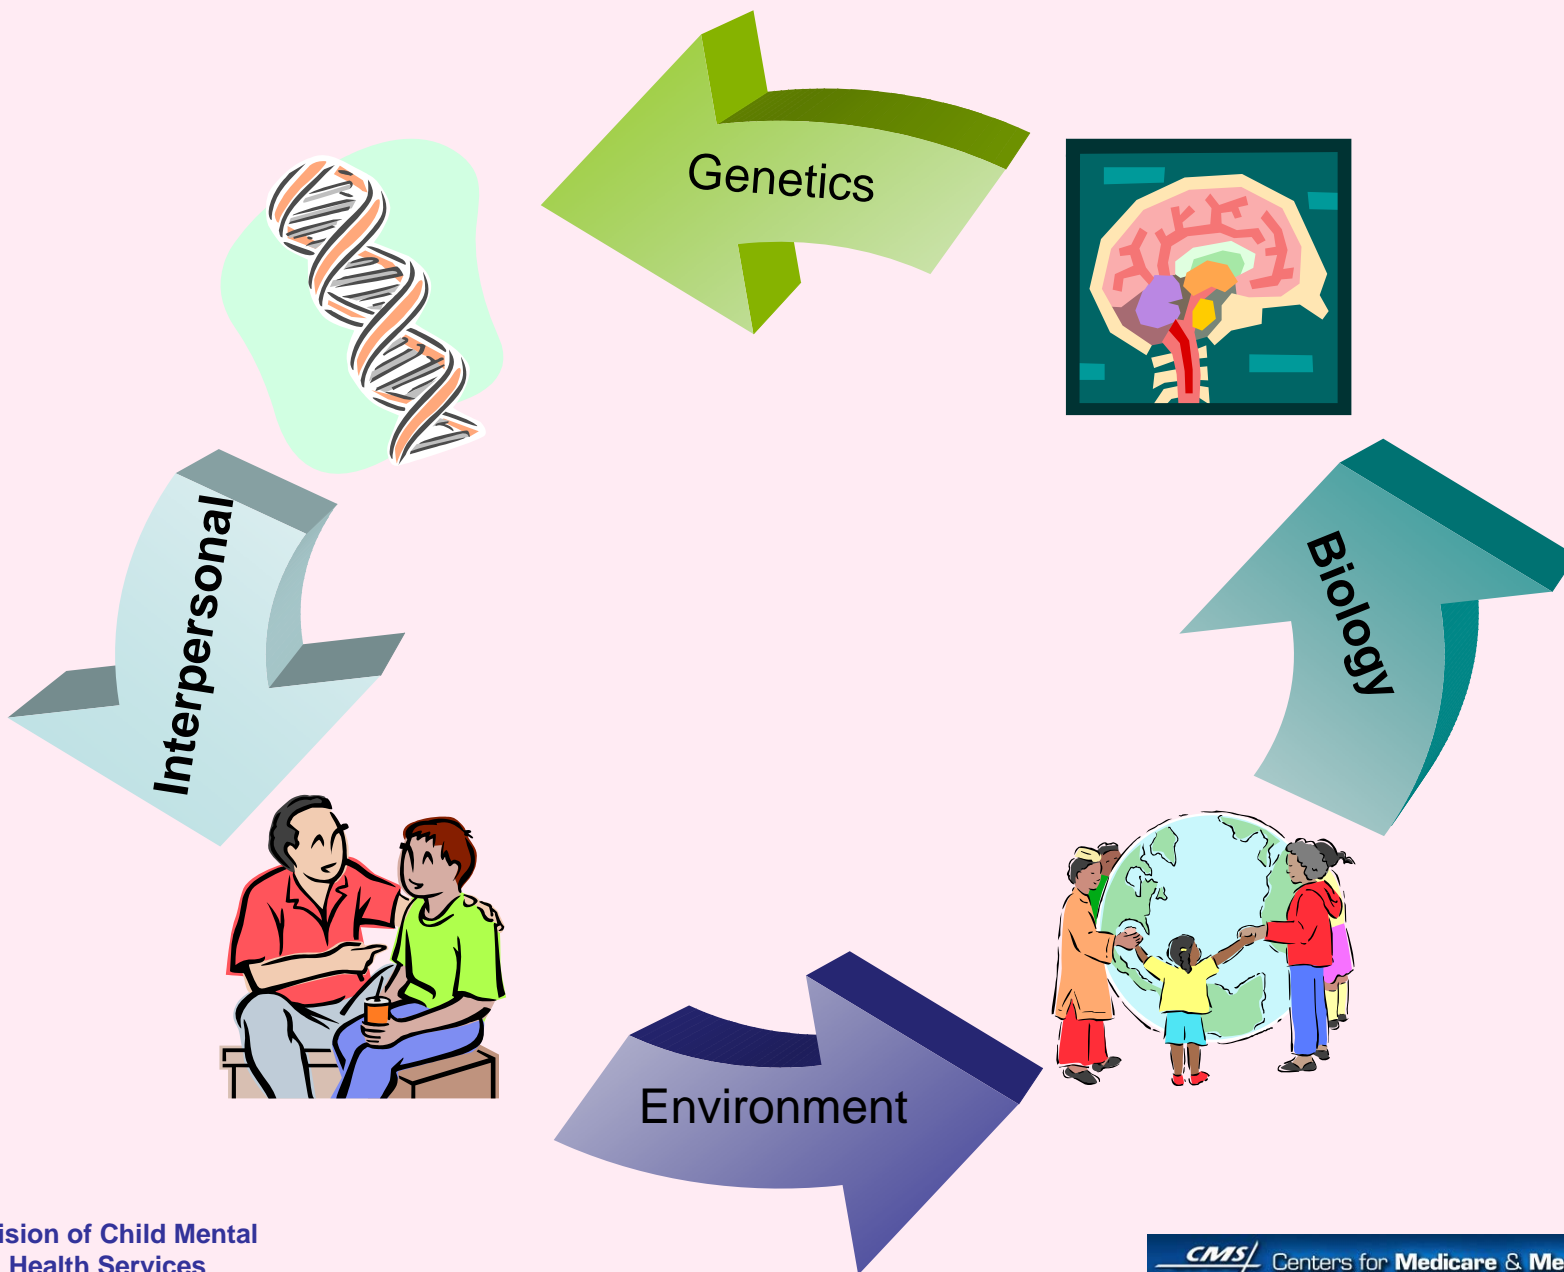 Genetics
Interpersonal
Biology
Environment
ision of Child Mental
Health Services
CMS/ Centers for Medicare & Me